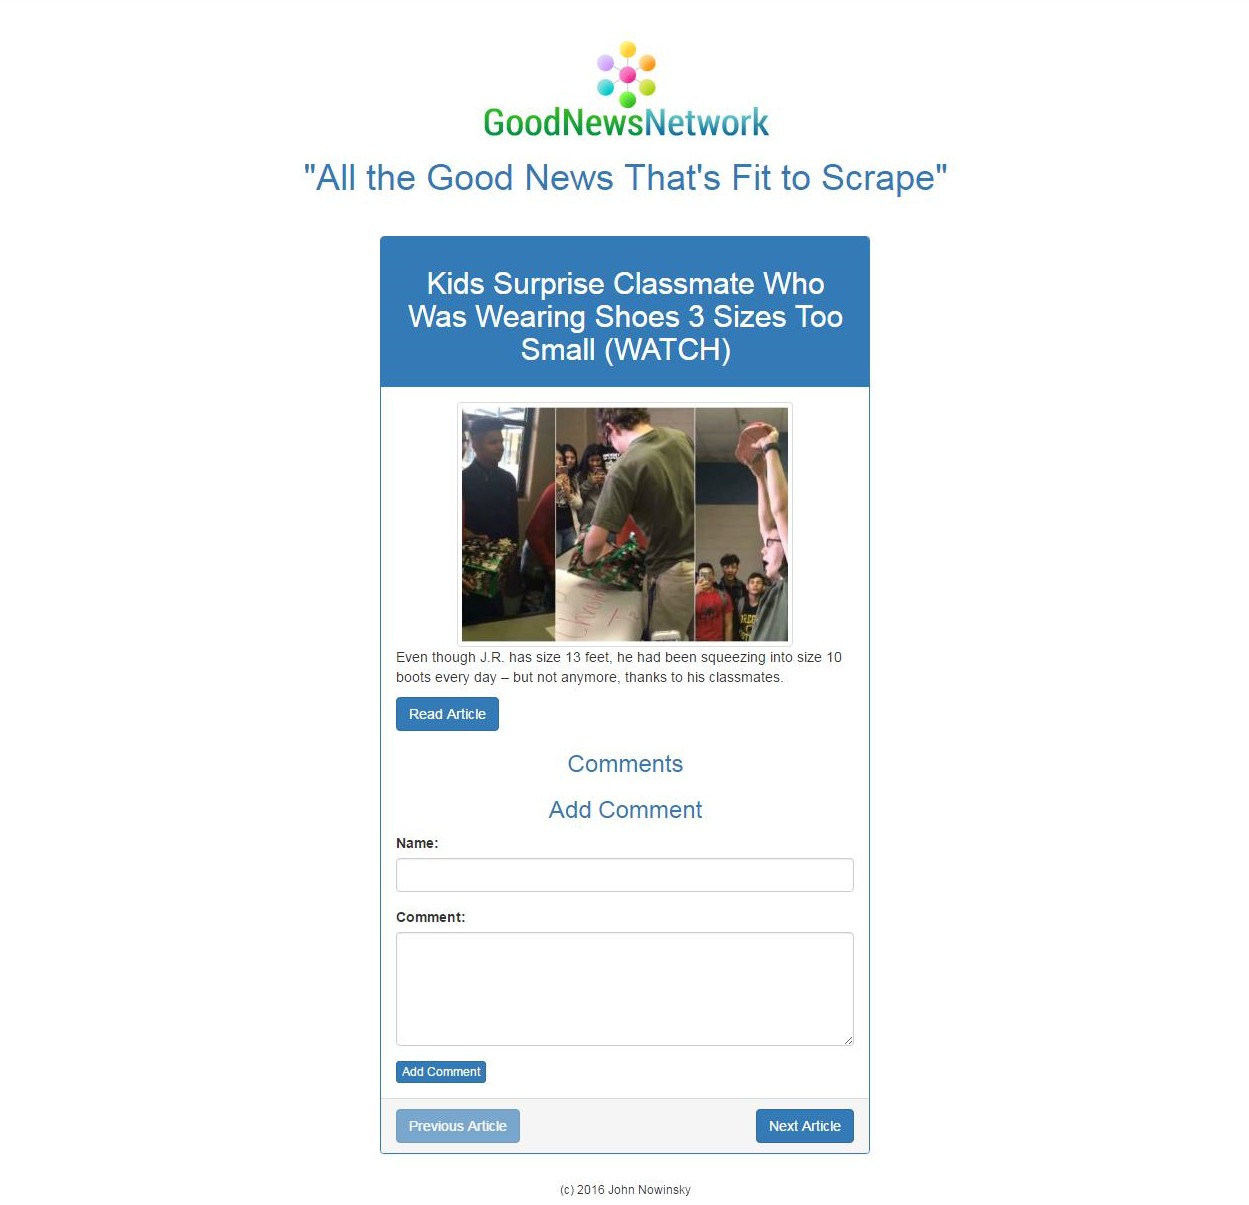 GoodNewsNetwork
"All the Good News That's Fit to Scrape"
Kids Surprise Classmate Who
Was Wearing Shoes 3 Sizes Too
Small (WATCH)
Even though J.R. has size 13 feet, he had been squeezing into size 10
boots every day – but not anymore, thanks to his classmates.
Read Article
Comments
Add Comment
Name:
Comment:
Add Comment
Previous Article
Next Article
(c) 2016 John Nowinsky